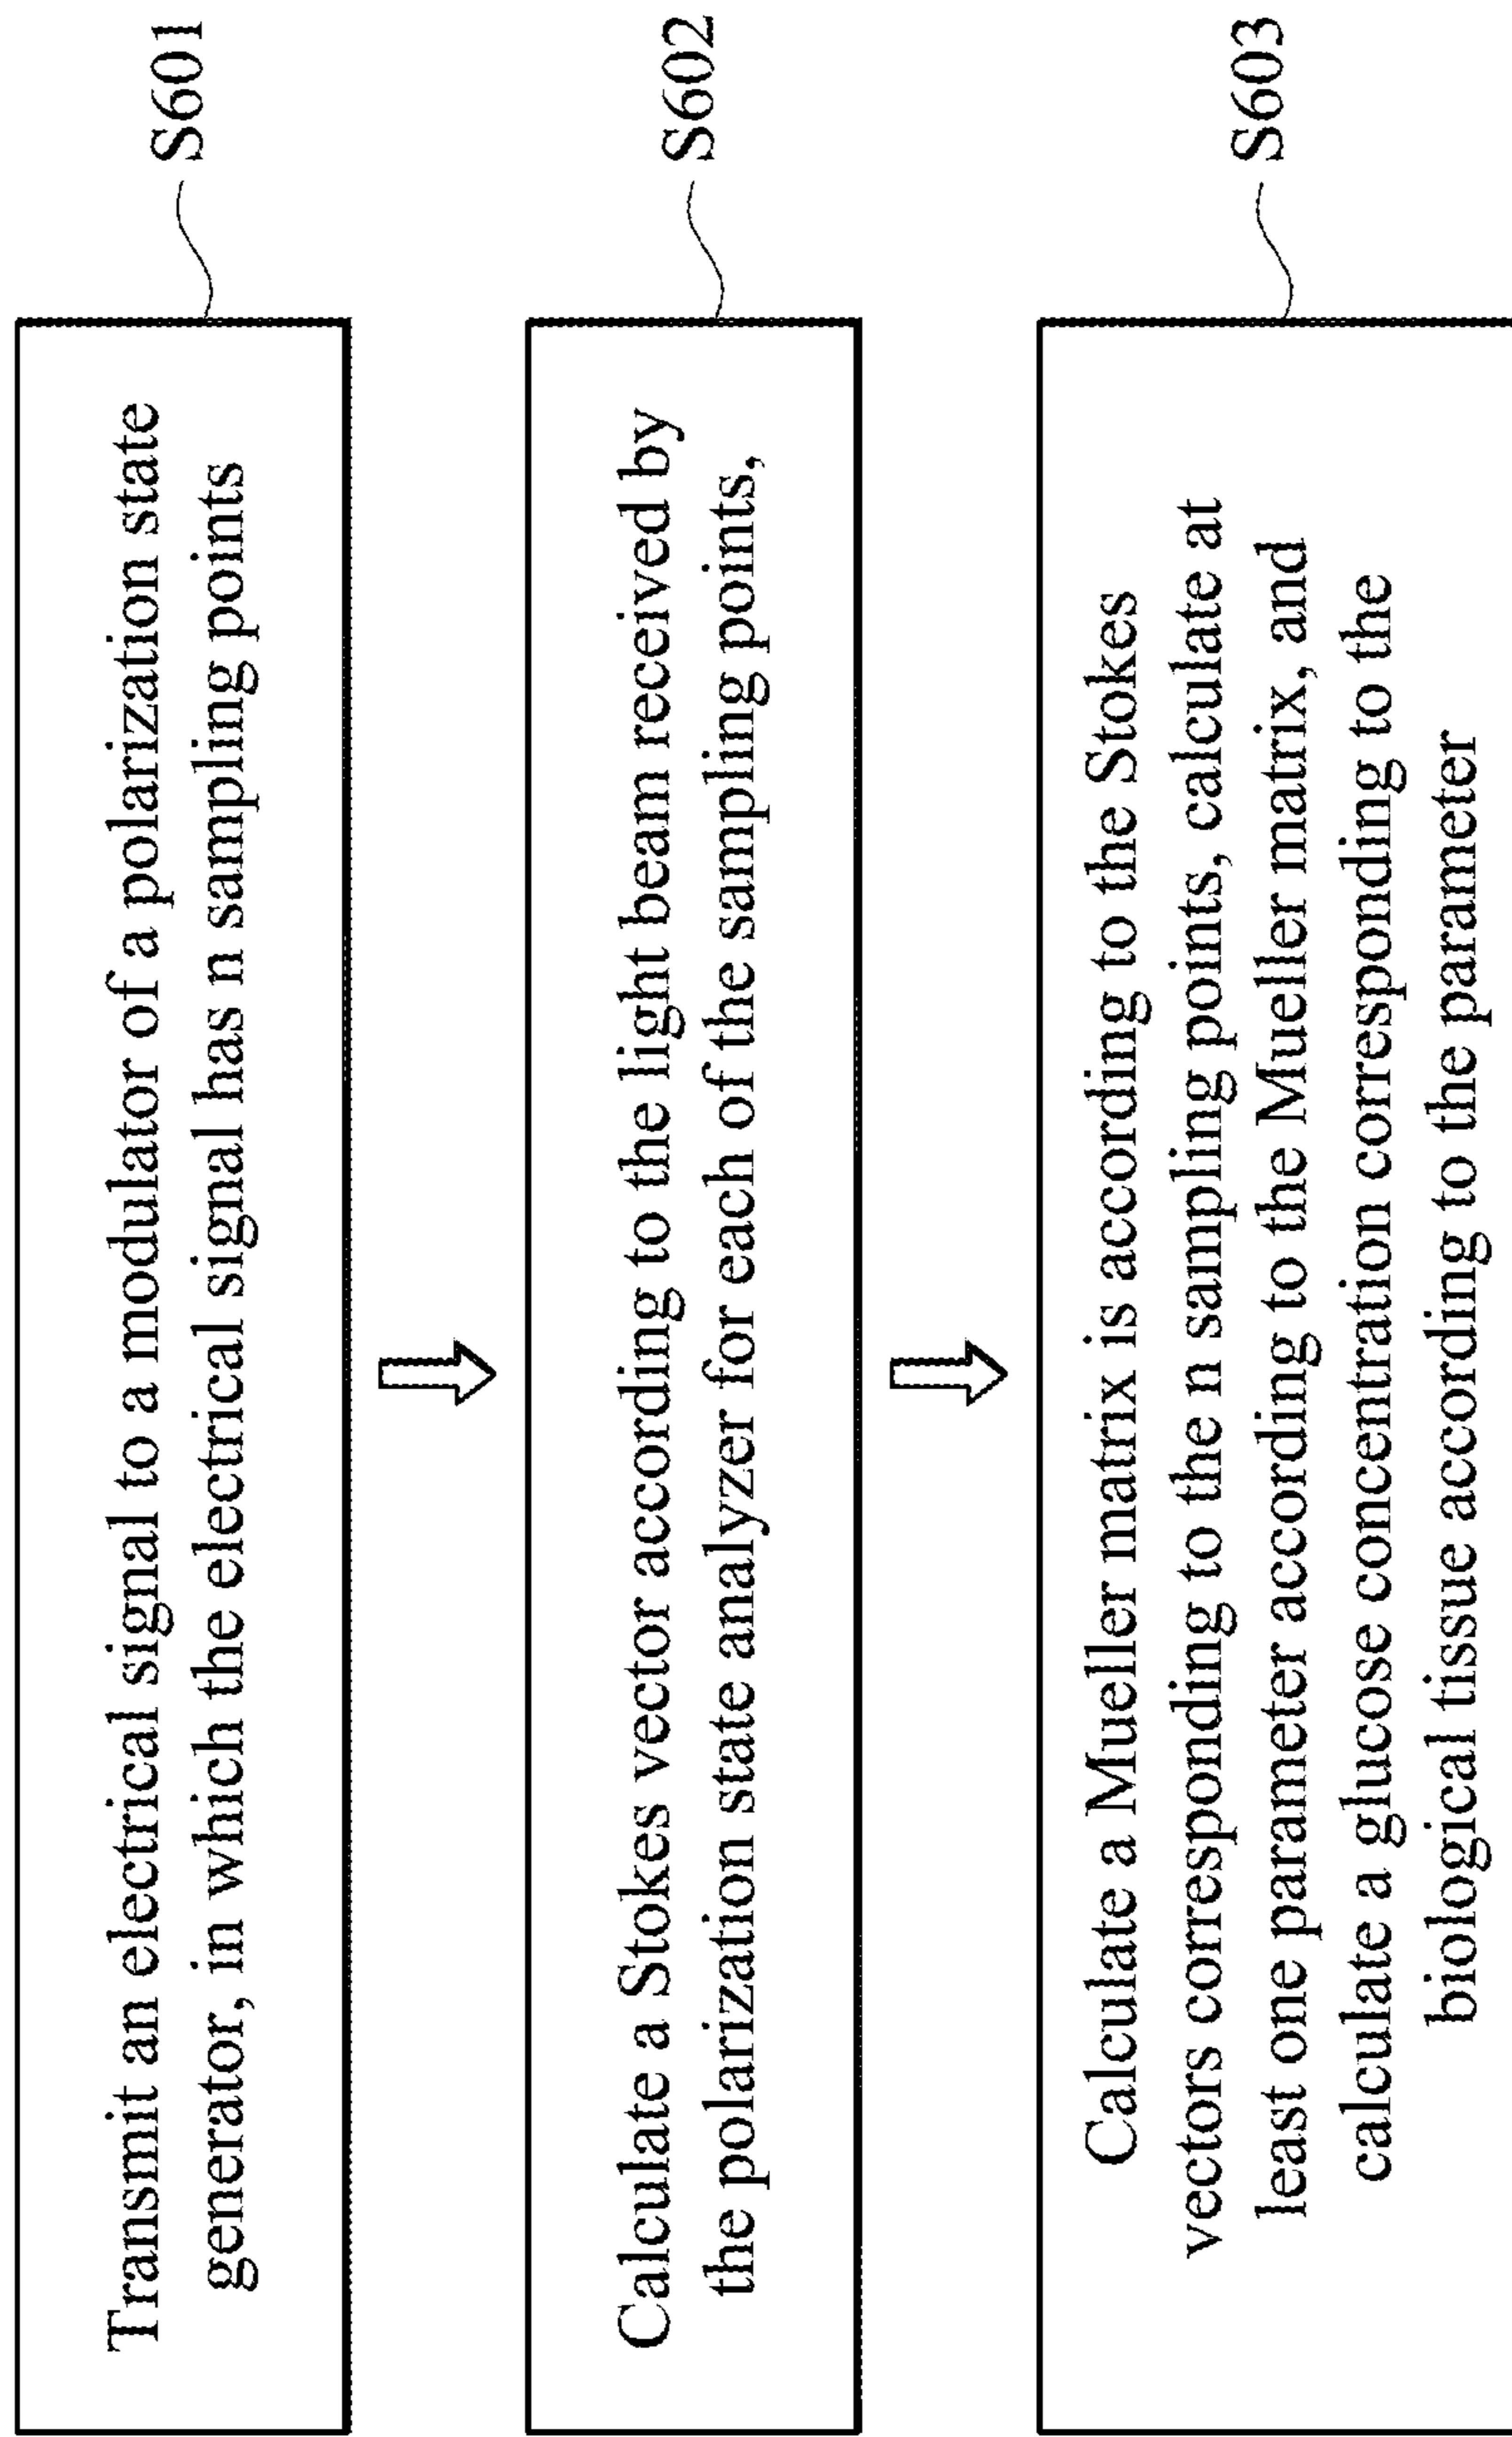 Transmit an electrical signal to a modulator of a polarization state
generator, in which the electrical signal has n sampling points
S601
Calculate a Stokes vector according to the light beam received by
the polarization state analyzer for each of the sampling points,
S602
Calculate a Mueller matrix is according to the Stokes
vectors corresponding to the n sampling points, calculate at
least one parameter according to the Mueller matrix, and
calculate a glucose concentration corresponding to the
biological tissue according to the parameter
S603